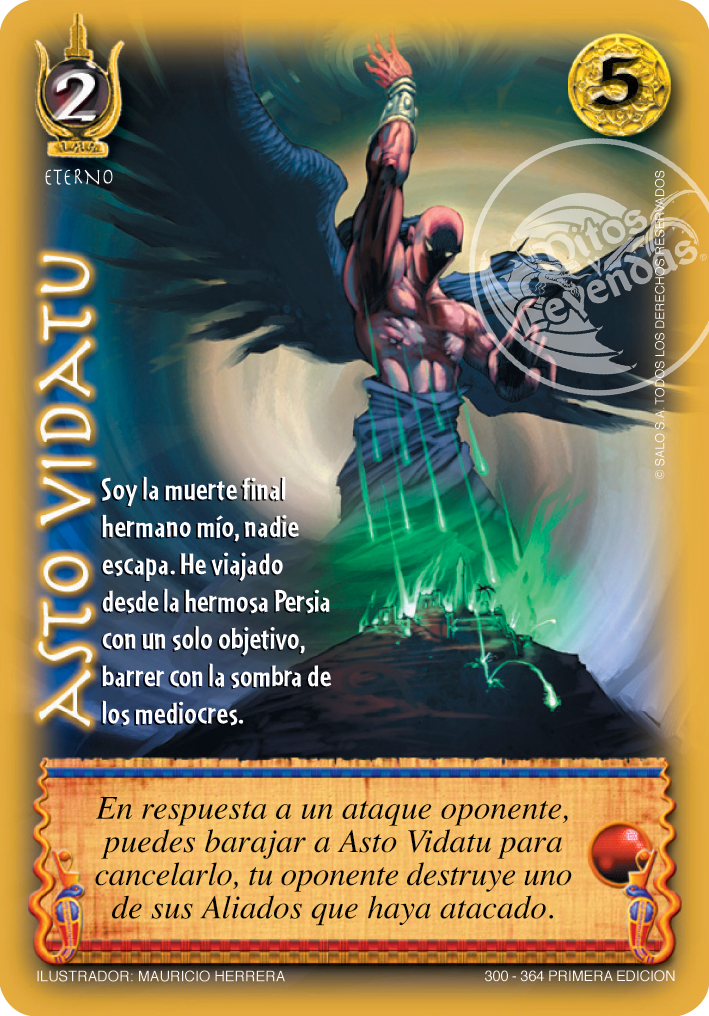 2
5
ETERNO
Mitos
Leyendas
©
© SALO S.A. TODOS LOS DERECHOS RESERVADOS
ASTO VIDATU
Soy la muerte final
hermano mío, nadie
escapa. He viajado
desde la hermosa Persia
con un solo objetivo,
barrer con la sombra de
los mediocres.
En respuesta a un ataque oponente,
puedes barajar a Asto Vidatu para
cancelarlo, tu oponente destruye uno
de sus Aliados que haya atacado.
ILUSTRADOR: MAURICIO HERRERA
300 - 364 PRIMERA EDICION